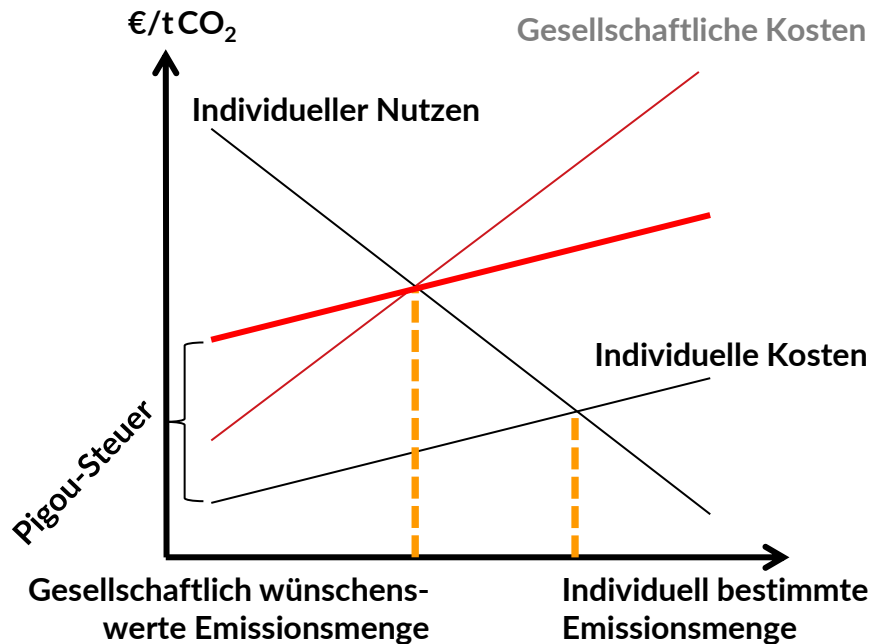 €/t CO₂
Gesellschaftliche Kosten
Individueller Nutzen
Individuelle Kosten
Pigou-Steuer
Gesellschaftlich wünschens-
werte Emissionsmenge
Individuell bestimmte
Emissionsmenge